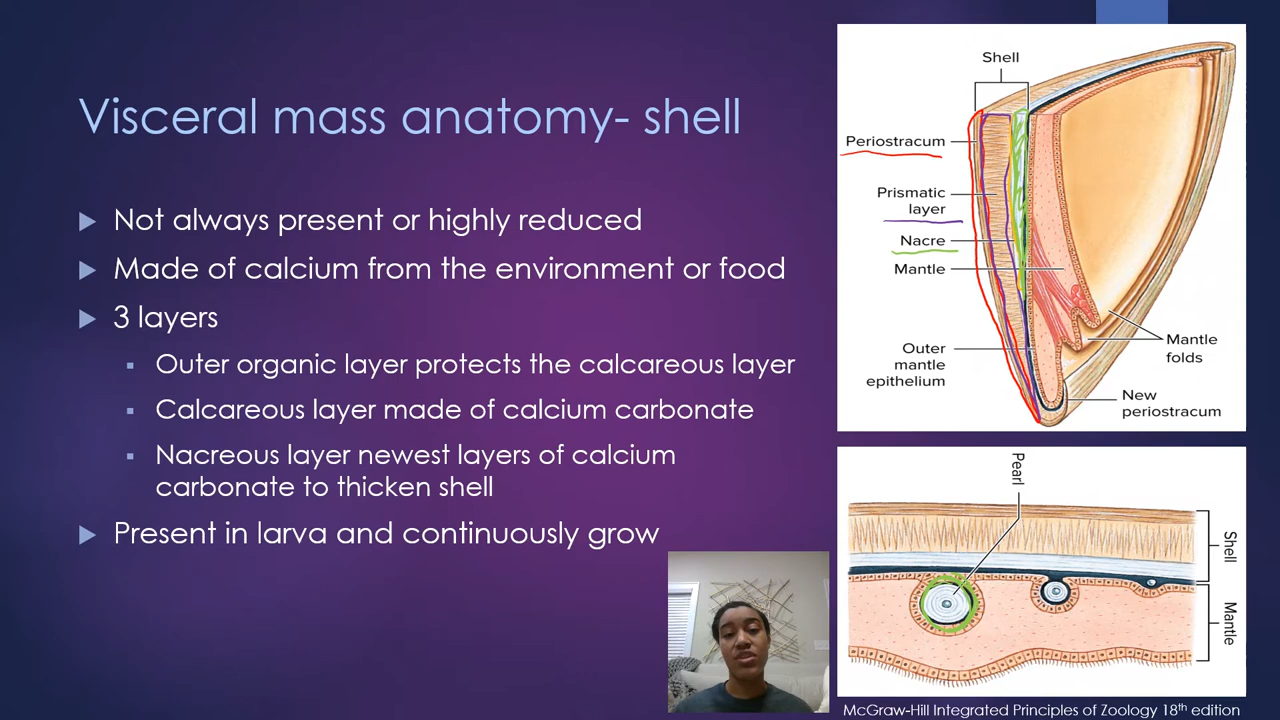 Visceral mass anatomy- shell
Not always present or highly reduced
Made of calcium from the environment or food
3 layers
Outer organic layer protects the calcareous layer
Calcareous layer made of calcium carbonate
Nacreous layer newest layers of calcium
carbonate to thicken shell
Present in larva and continuously grow
Shell
Periostracum
Prismatic
layer
Nacre
Mantle
Outer
mantle
epithelium
Mantle
folds
New
periostracum
Pearl
Shell
Mantle
McGraw-Hill Integrated Principles of Zoology 18th edition